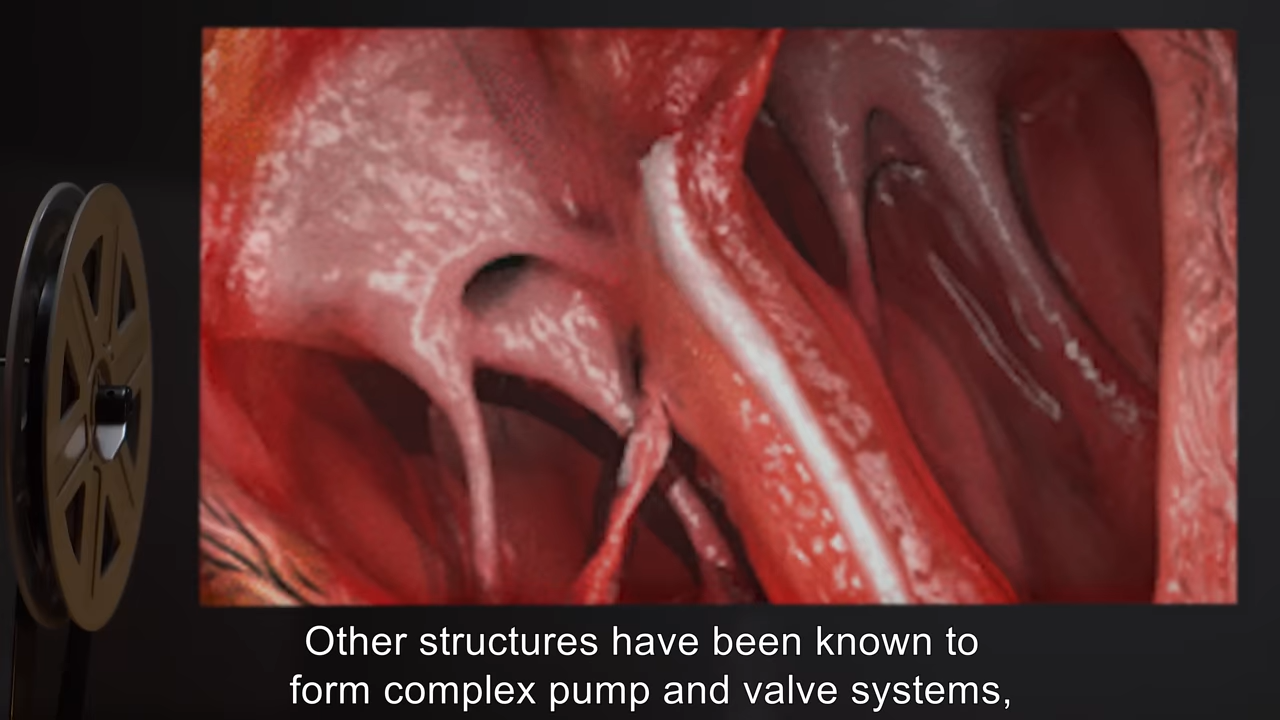 Other structures have been known to
form complex pump and valve systems,